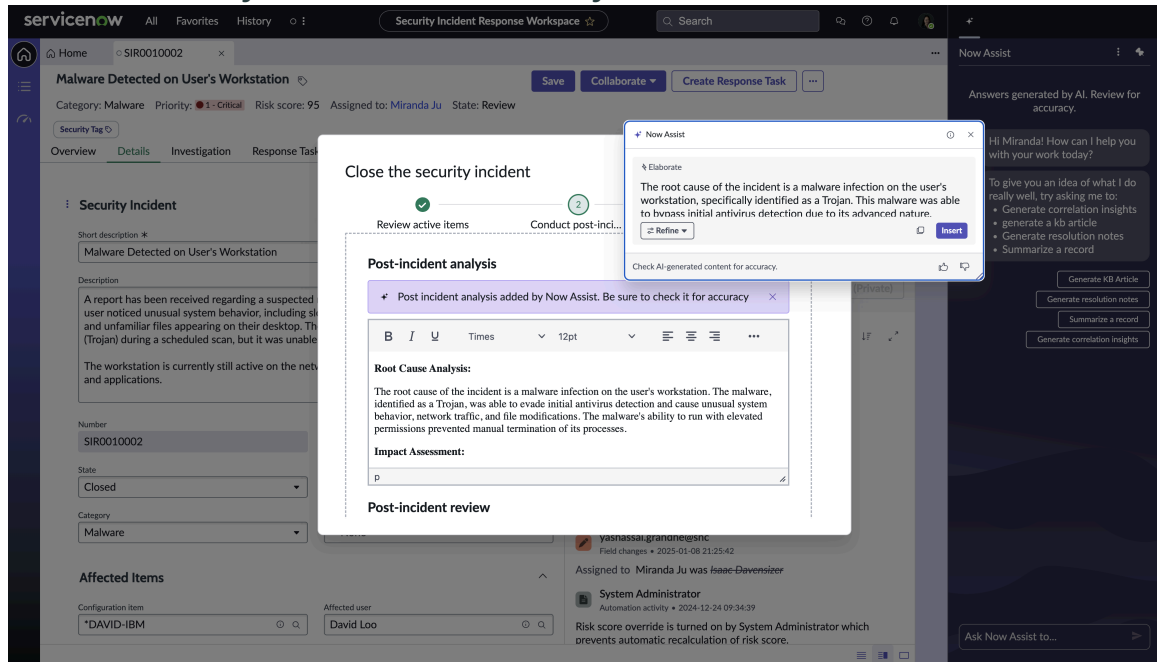 servicenow All Favorites History Security Incident Response Workspace Search
Home SIR0010002 ×
Malware Detected on User's Workstation
Save Collaborate Create Response Task ...
Category: Malware Priority: 1 - Critical Risk score: 95 Assigned to: Miranda Ju State: Review
Security Tag
Overview Details Investigation Response Task
Security Incident
Short description *
Malware Detected on User's Workstation
Description
A report has been received regarding a suspected
user noticed unusual system behavior, including
and unfamiliar files appearing on their desktop.
(Trojan) during a scheduled scan, but it was unable
The workstation is currently still active on the
and applications.
Number
SIR0010002
State
Closed
Category
Malware
Affected Items
Configuration item
*DAVID-IBM
Affected user
David Loo
Close the security incident
Review active items
2
Conduct post-inci...
Post-incident analysis
Post incident analysis added by Now Assist. Be sure to check it for accuracy ×
B I U Times 12pt ...
Root Cause Analysis:
The root cause of the incident is a malware infection on the user's workstation. The malware,
identified as a Trojan, was able to evade initial antivirus detection and cause unusual system
behavior, network traffic, and file modifications. The malware's ability to run with elevated
permissions prevented manual termination of its processes.
Impact Assessment:
p
Post-incident review
Now Assist
Elaborate
The root cause of the incident is a malware infection on the user's
workstation, specifically identified as a Trojan. This malware was able
to bypass initial antivirus detection due to its advanced nature.
Refine Insert
Check AI-generated content for accuracy.
(Private)
yashassai.grandhe@snc
Field changes • 2025-01-08 21:25:42
Assigned to Miranda Ju was Isaac Davensizer
System Administrator
Automation activity • 2024-12-24 09:34:39
Risk score override is turned on by System Administrator which
prevents automatic recalculation of risk score.
Now Assist
Answers generated by AI. Review for
accuracy.
Hi Miranda! How can I help you
with your work today?
To give you an idea of what I do
really well, try asking me to:
• Generate correlation insights
• generate a kb article
• Generate resolution notes
• Summarize a record
Generate KB Article
Generate resolution notes
Summarize a record
Generate correlation insights
Ask Now Assist to...